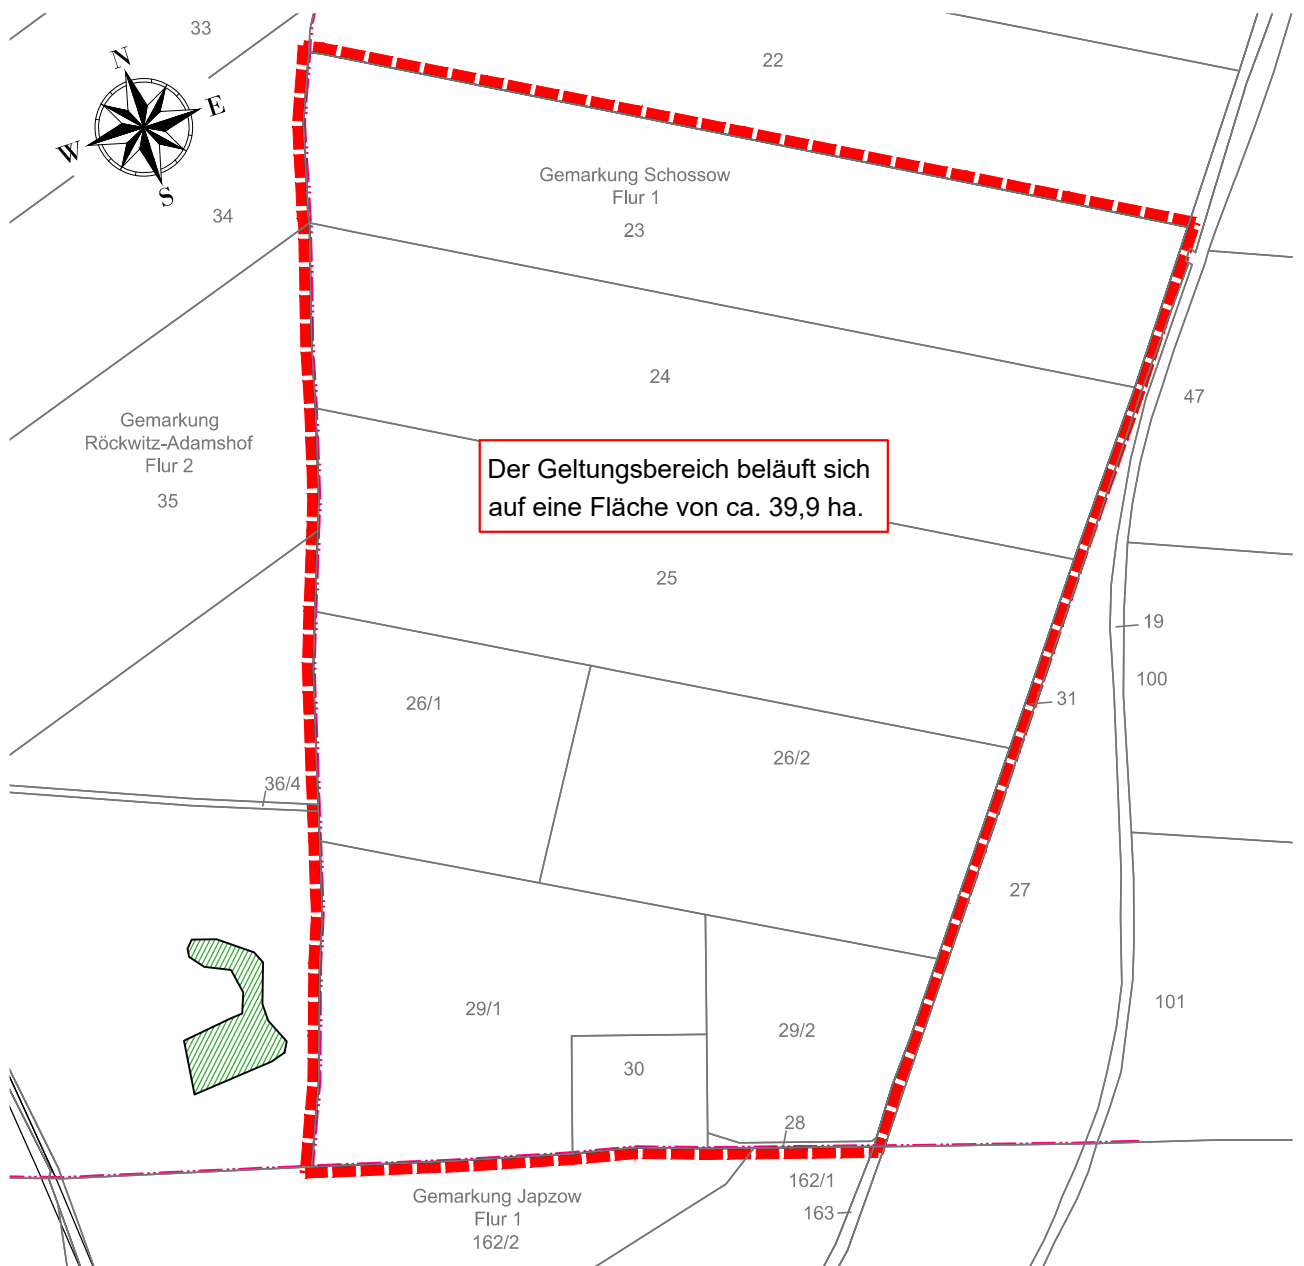 33
22
N
E
W
S
Gemarkung Schossow
Flur 1
23
34
24
47
Gemarkung
Röckwitz-Adamshof
Flur 2
35
Der Geltungsbereich beläuft sich
auf eine Fläche von ca. 39,9 ha.
25
19
100
31
26/1
26/2
36/4
27
101
29/1
29/2
30
28
162/1
163
Gemarkung Japzow
Flur 1
162/2